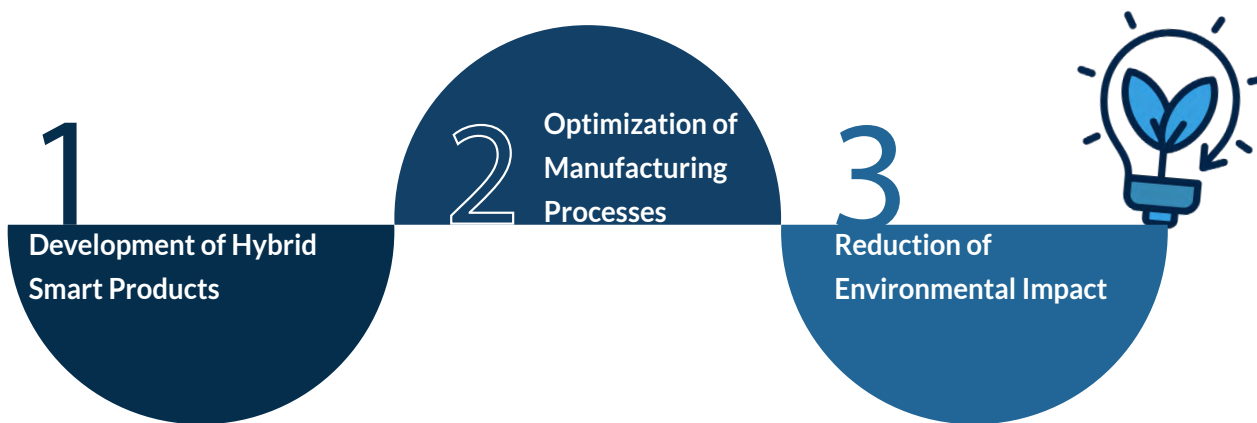 1
Development of Hybrid
Smart Products
2
Optimization of
Manufacturing
Processes
3
Reduction of
Environmental Impact